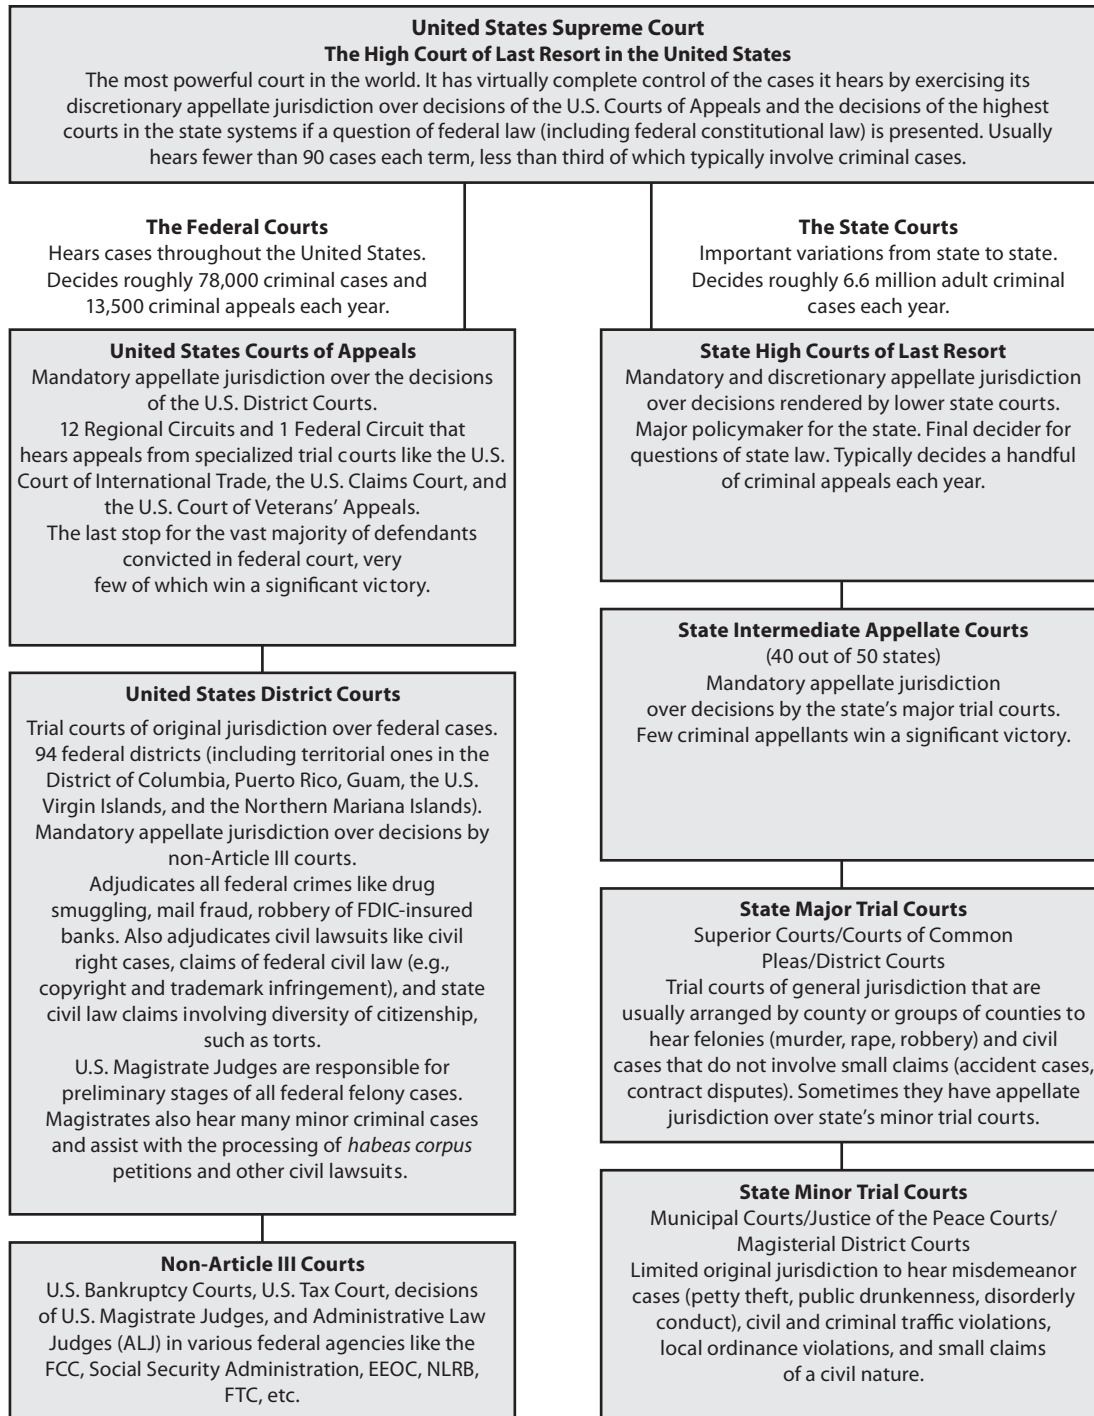 United States Supreme Court
The High Court of Last Resort in the United States
The most powerful court in the world. It has virtually complete control of the cases it hears by exercising its
discretionary appellate jurisdiction over decisions of the U.S. Courts of Appeals and the decisions of the highest
courts in the state systems if a question of federal law (including federal constitutional law) is presented. Usually
hears fewer than 90 cases each term, less than third of which typically involve criminal cases.
The Federal Courts
Hears cases throughout the United States.
Decides roughly 78,000 criminal cases and
13,500 criminal appeals each year.
United States Courts of Appeals
Mandatory appellate jurisdiction over the decisions
of the U.S. District Courts.
12 Regional Circuits and 1 Federal Circuit that
hears appeals from specialized trial courts like the U.S.
Court of International Trade, the U.S. Claims Court, and
the U.S. Court of Veterans' Appeals.
The last stop for the vast majority of defendants
convicted in federal court, very
few of which win a significant victory.
United States District Courts
Trial courts of original jurisdiction over federal cases.
94 federal districts (including territorial ones in the
District of Columbia, Puerto Rico, Guam, the U.S.
Virgin Islands, and the Northern Mariana Islands).
Mandatory appellate jurisdiction over decisions by
non-Article III courts.
Adjudicates all federal crimes like drug
smuggling, mail fraud, robbery of FDIC-insured
banks. Also adjudicates civil lawsuits like civil
right cases, claims of federal civil law (e.g.,
copyright and trademark infringement), and state
civil law claims involving diversity of citizenship,
such as torts.
U.S. Magistrate Judges are responsible for
preliminary stages of all federal felony cases.
Magistrates also hear many minor criminal cases
and assist with the processing of habeas corpus
petitions and other civil lawsuits.
Non-Article III Courts
U.S. Bankruptcy Courts, U.S. Tax Court, decisions
of U.S. Magistrate Judges, and Administrative Law
Judges (ALJ) in various federal agencies like the
FCC, Social Security Administration, EEOC, NLRB,
FTC, etc.
The State Courts
Important variations from state to state.
Decides roughly 6.6 million adult criminal
cases each year.
State High Courts of Last Resort
Mandatory and discretionary appellate jurisdiction
over decisions rendered by lower state courts.
Major policymaker for the state. Final decider for
questions of state law. Typically decides a handful
of criminal appeals each year.
State Intermediate Appellate Courts
(40 out of 50 states)
Mandatory appellate jurisdiction
over decisions by the state's major trial courts.
Few criminal appellants win a significant victory.
State Major Trial Courts
Superior Courts/Courts of Common
Pleas/District Courts
Trial courts of general jurisdiction that are
usually arranged by county or groups of counties to
hear felonies (murder, rape, robbery) and civil
cases that do not involve small claims (accident cases,
contract disputes). Sometimes they have appellate
jurisdiction over state's minor trial courts.
State Minor Trial Courts
Municipal Courts/Justice of the Peace Courts/
Magisterial District Courts
Limited original jurisdiction to hear misdemeanor
cases (petty theft, public drunkenness, disorderly
conduct), civil and criminal traffic violations,
local ordinance violations, and small claims
of a civil nature.